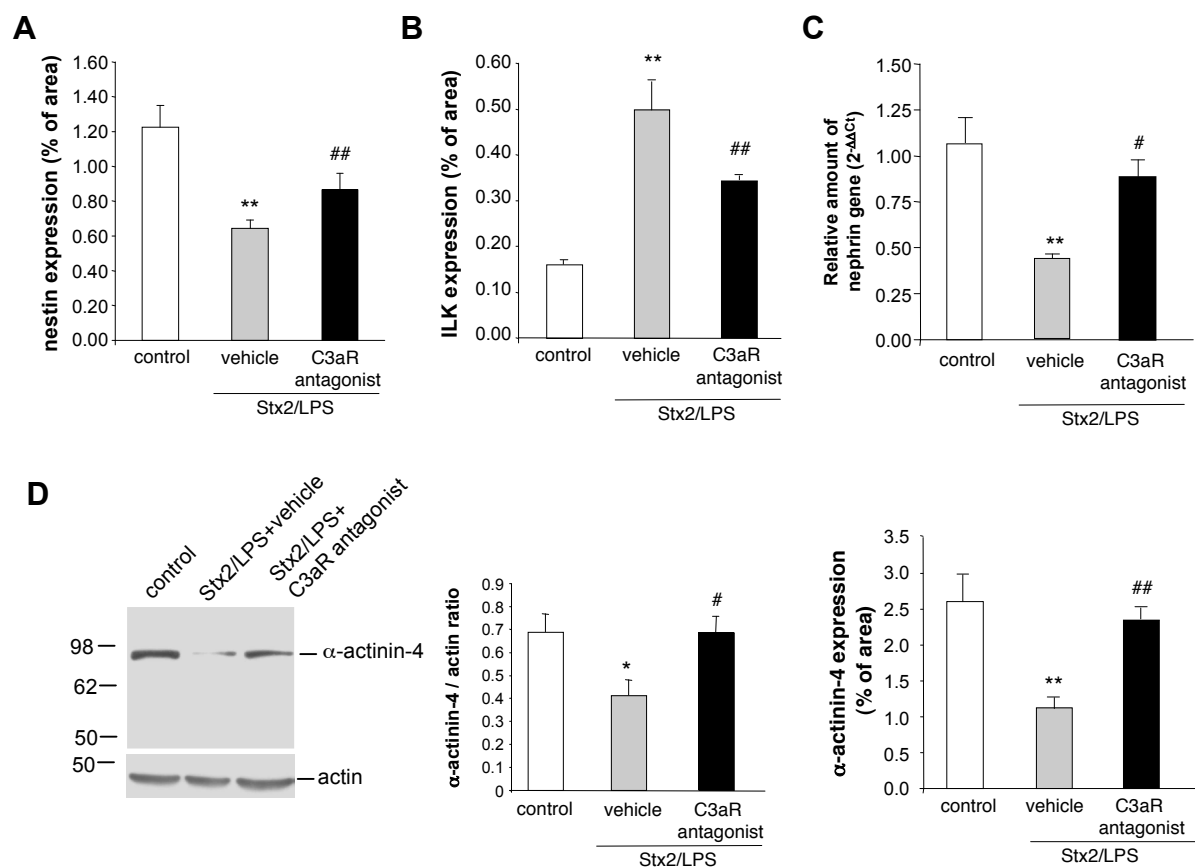 A
nestin expression (% of area)
1.60
1.40
1.20
1.00
0.80
0.60
0.40
0.20
0.00
**
##
control
vehicle
C3aR
antagonist
Stx2/LPS
B
ILK expression (% of area)
0.60
0.50
0.40
0.30
0.20
0.10
0.00
**
##
control
vehicle
C3aR
antagonist
Stx2/LPS
C
Relative amount of
nephrin gene (2-ΔΔCt)
1.50
1.25
1.00
0.75
0.50
0.25
0.00
**
#
control
vehicle
C3aR
antagonist
Stx2/LPS
D
control
Stx2/LPS+vehicle
Stx2/LPS+
C3aR antagonist
98
62
50
50
α-actinin-4
actin
α-actinin-4 / actin ratio
0.9
0.8
0.7
0.6
0.5
0.4
0.3
0.2
0.1
0
*
#
control
vehicle
C3aR
antagonist
Stx2/LPS
α-actinin-4 expression
(% of area)
3.5
3.0
2.5
2.0
1.5
1.0
0.5
0.0
**
##
control
vehicle
C3aR
antagonist
Stx2/LPS